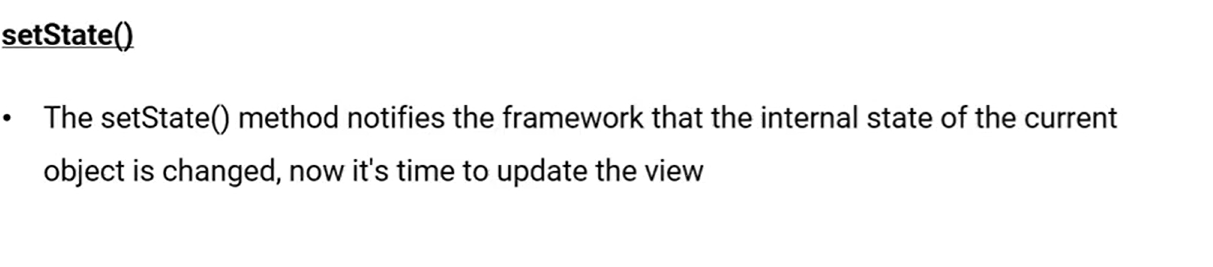 setState()
• The setState() method notifies the framework that the internal state of the current
object is changed, now it's time to update the view